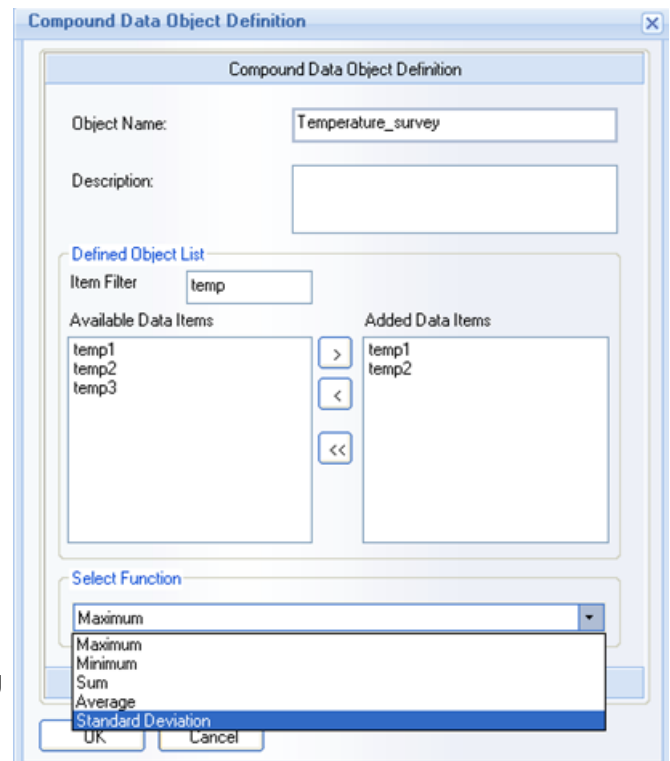 Compound Data Object Definition
Compound Data Object Definition
Object Name: Temperature_survey
Description:
Defined Object List
Item Filter temp
Available Data Items Added Data Items
temp1 > temp1
temp2 temp2
temp3 <
<<
Select Function
Maximum
Maximum
Minimum
Sum
Average
Standard Deviation
OK Cancel